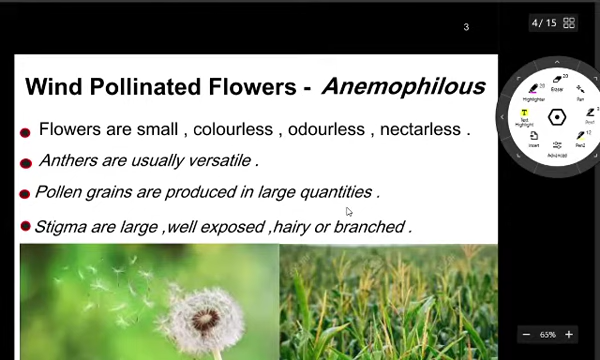 3
4 / 15
Wind Pollinated Flowers - Anemophilous
Flowers are small , colourless , odourless , nectarless .
Anthers are usually versatile .
Pollen grains are produced in large quantities .
Stigma are large ,well exposed ,hairy or branched .
Eraser
Highlighter
Pen
Text
Highlight
Insert
Advanced
65%